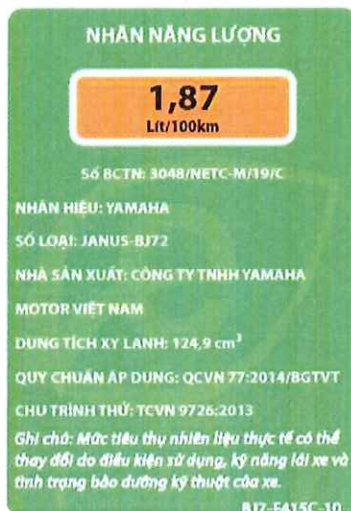 NHÃN NĂNG LƯỢNG
1,87
Lít/100km
Số BCTN: 3048/NETC-M/19/C
NHÃN HIỆU: YAMAHA
SỐ LOẠI: JANUS-BJ72
NHÀ SẢN XUẤT: CÔNG TY TNHH YAMAHA
MOTOR VIỆT NAM
DUNG TÍCH XY LANH: 124,9 cm³
QUY CHUẨN ÁP DỤNG: QCVN 77:2014/BGTVT
CHU TRÌNH THỬ: TCVN 9726:2013
Ghi chú: Mức tiêu thụ nhiên liệu thực tế có thể
thay đổi do điều kiện sử dụng, kỹ năng lái xe và
tình trạng bảo dưỡng kỹ thuật của xe.
BJ7-F415C-10